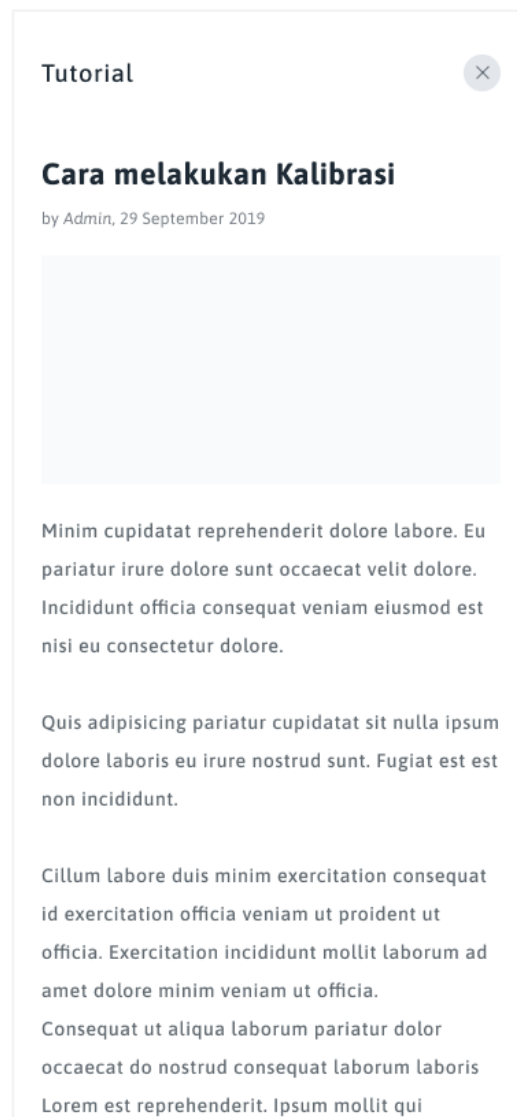 Tutorial
Cara melakukan Kalibrasi
by Admin, 29 September 2019
Minim cupidatat reprehenderit dolore labore. Eu
pariatur irure dolore sunt occaecat velit dolore.
Incididunt officia consequat veniam eiusmod est
nisi eu consectetur dolore.
Quis adipisicing pariatur cupidatat sit nulla ipsum
dolore laboris eu irure nostrud sunt. Fugiat est est
non incididunt.
Cillum labore duis minim exercitation consequat
id exercitation officia veniam ut proident ut
officia. Exercitation incididunt mollit laborum ad
amet dolore minim veniam ut officia.
Consequat ut aliqua laborum pariatur dolor
occaecat do nostrud consequat laborum laboris
Lorem est reprehenderit. Ipsum mollit qui